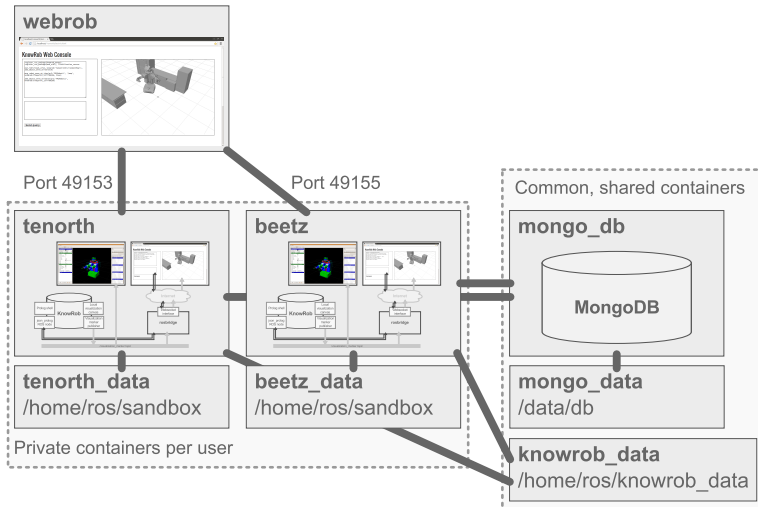 webrob
KnowRob Web Console
Port 49153
Port 49155
Common, shared containers
tenorth
beetz
mongo_db
KnowRob
rosbridge
KnowRob
rosbridge
MongoDB
tenorth_data
/home/ros/sandbox
beetz_data
/home/ros/sandbox
mongo_data
/data/db
Private containers per user
knowrob_data
/home/ros/knowrob_data